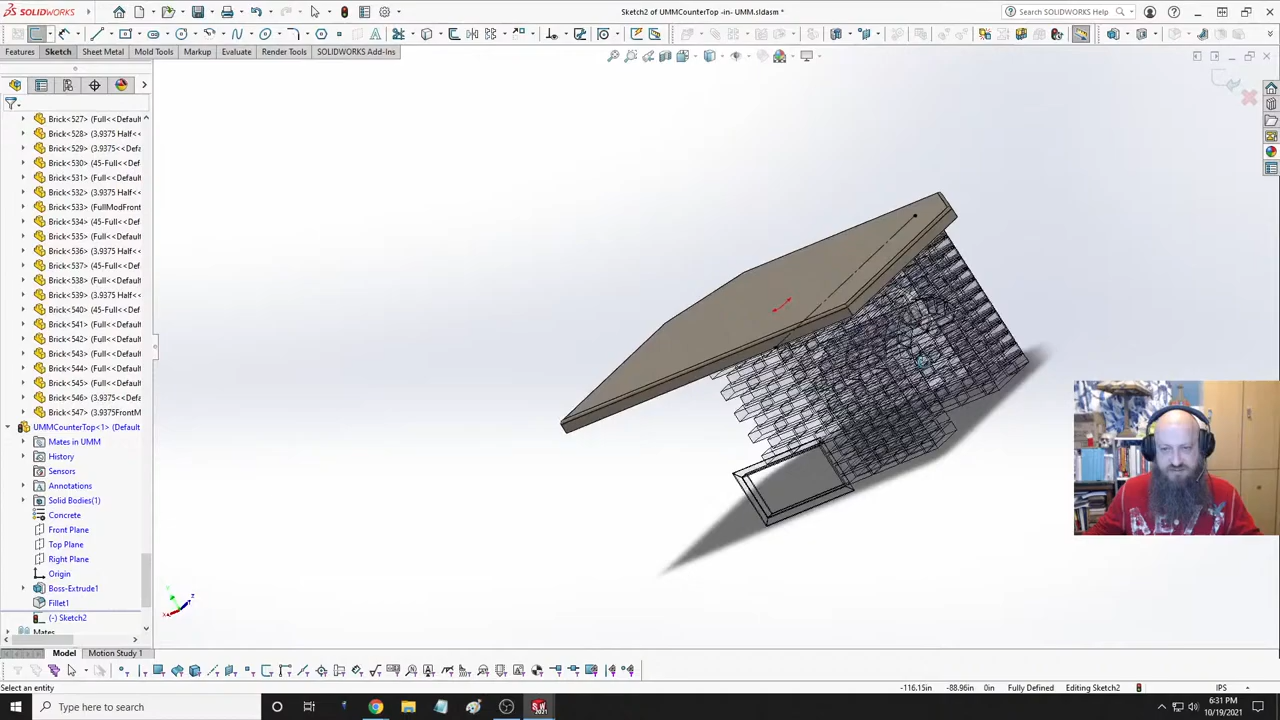 SOLIDWORKS
Sketch2 of UMMCounterTop -in- UMM.sldasm *
Search SOLIDWORKS Help
Features
Sketch
Sheet Metal
Mold Tools
Markup
Evaluate
Render Tools
SOLIDWORKS Add-Ins
Brick<527> (Full<<Default
Brick<528> (3.9375 Half<<
Brick<529> (3.9375<<Defa
Brick<530> (45-Full<<Def
Brick<531> (Full<<Default
Brick<532> (3.9375 Half<<
Brick<533> (FullModFront
Brick<534> (45-Full<<Def
Brick<535> (Full<<Default
Brick<536> (3.9375 Half<<
Brick<537> (45-Full<<Def
Brick<538> (Full<<Default
Brick<539> (3.9375 Half<<
Brick<540> (45-Full<<Def
Brick<541> (Full<<Default
Brick<542> (Full<<Default
Brick<543> (Full<<Default
Brick<544> (Full<<Default
Brick<545> (Full<<Default
Brick<546> (3.9375<<Defa
Brick<547> (3.9375FrontM
UMMCounterTop<1> (Default
Mates in UMM
History
Sensors
Annotations
Solid Bodies(1)
Concrete
Front Plane
Top Plane
Right Plane
Origin
Boss-Extrude1
Fillet1
(-) Sketch2
Mates
Model
Motion Study 1
Select an entity
-116.15in
-88.96in
0in
Fully Defined
Editing Sketch2
IPS
Type here to search
6:31 PM
10/19/2021